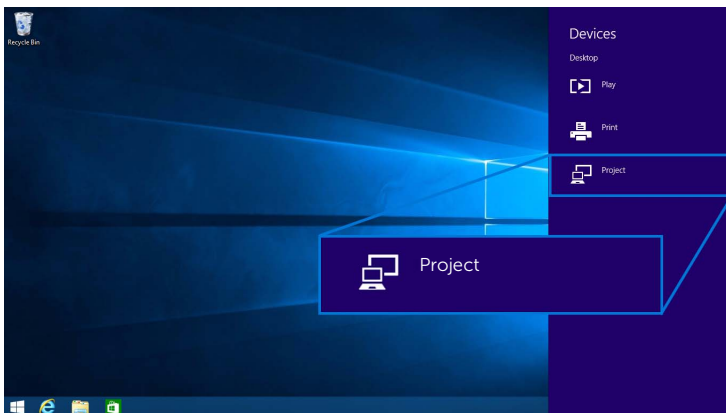 Recycle Bin
Devices
Desktop
Play
Print
Project
Project